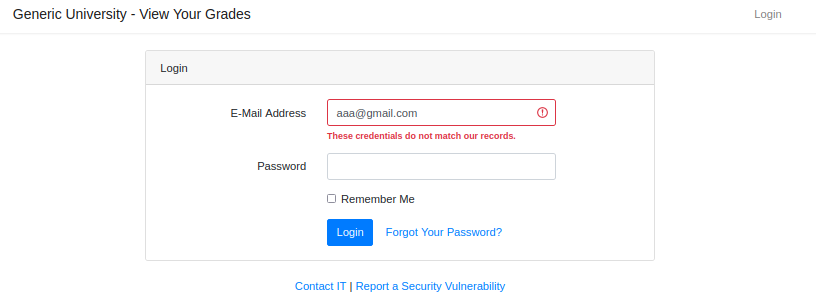 Generic University - View Your Grades Login
Login
E-Mail Address aaa@gmail.com
These credentials do not match our records.
Password
Remember Me
Login Forgot Your Password?
Contact IT | Report a Security Vulnerability